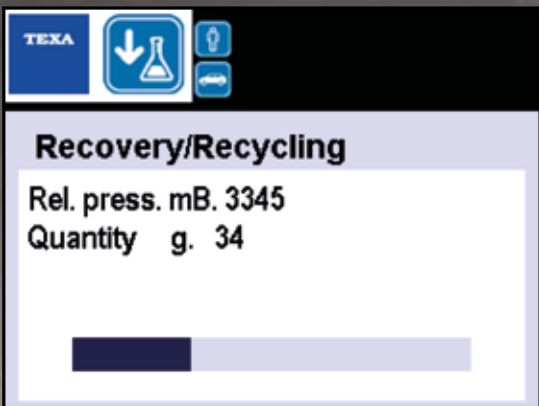 TEXA
Recovery/Recycling
Rel. press. mB. 3345
Quantity g. 34